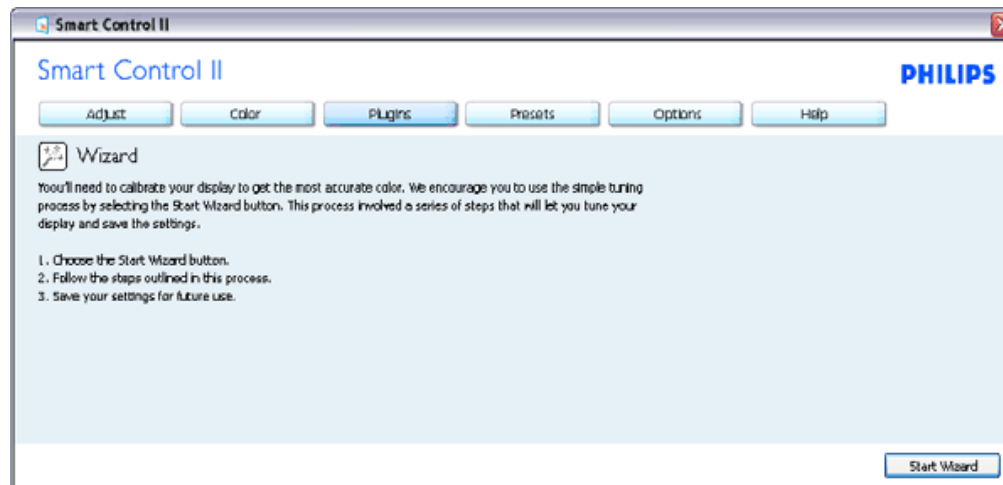 Smart Control II
Smart Control II
PHILIPS
Adjust
Color
Plugins
Presets
Options
Help
Wizard
Yoou'll need to calibrate your display to get the most accurate color. We encourage you to use the simple tuning
process by selecting the Start Wizard button. This process involved a series of steps that will let you tune your
display and save the settings.
1. Choose the Start Wizard button.
2. Follow the steps outlined in this process.
3. Save your settings for future use.
Start Wizard